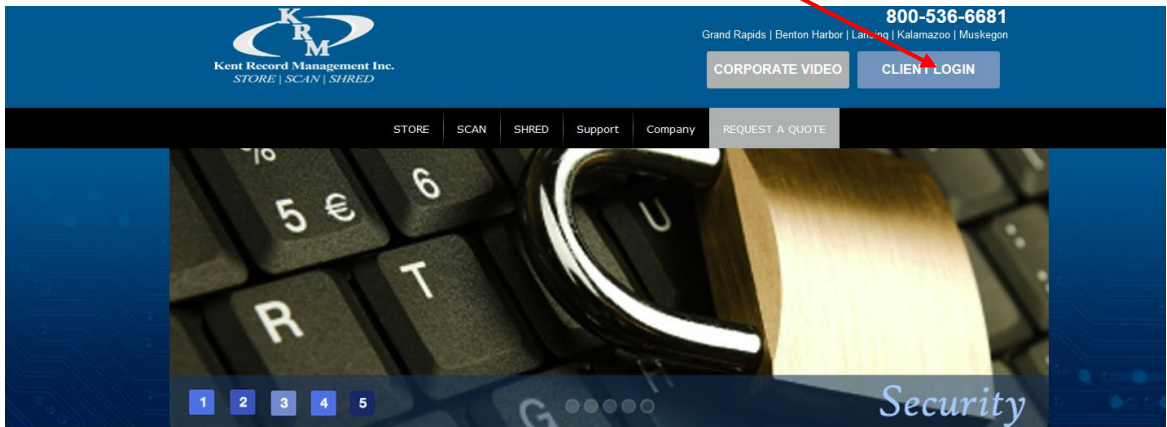 KRM
Kent Record Management Inc.
STORE | SCAN | SHRED
800-536-6681
Grand Rapids | Benton Harbor | Lansing | Kalamazoo | Muskegon
CORPORATE VIDEO
CLIENT LOGIN
STORE SCAN SHRED Support Company REQUEST A QUOTE
%
5 € 6 U
R T
G H
1 2 3 4 5
Security